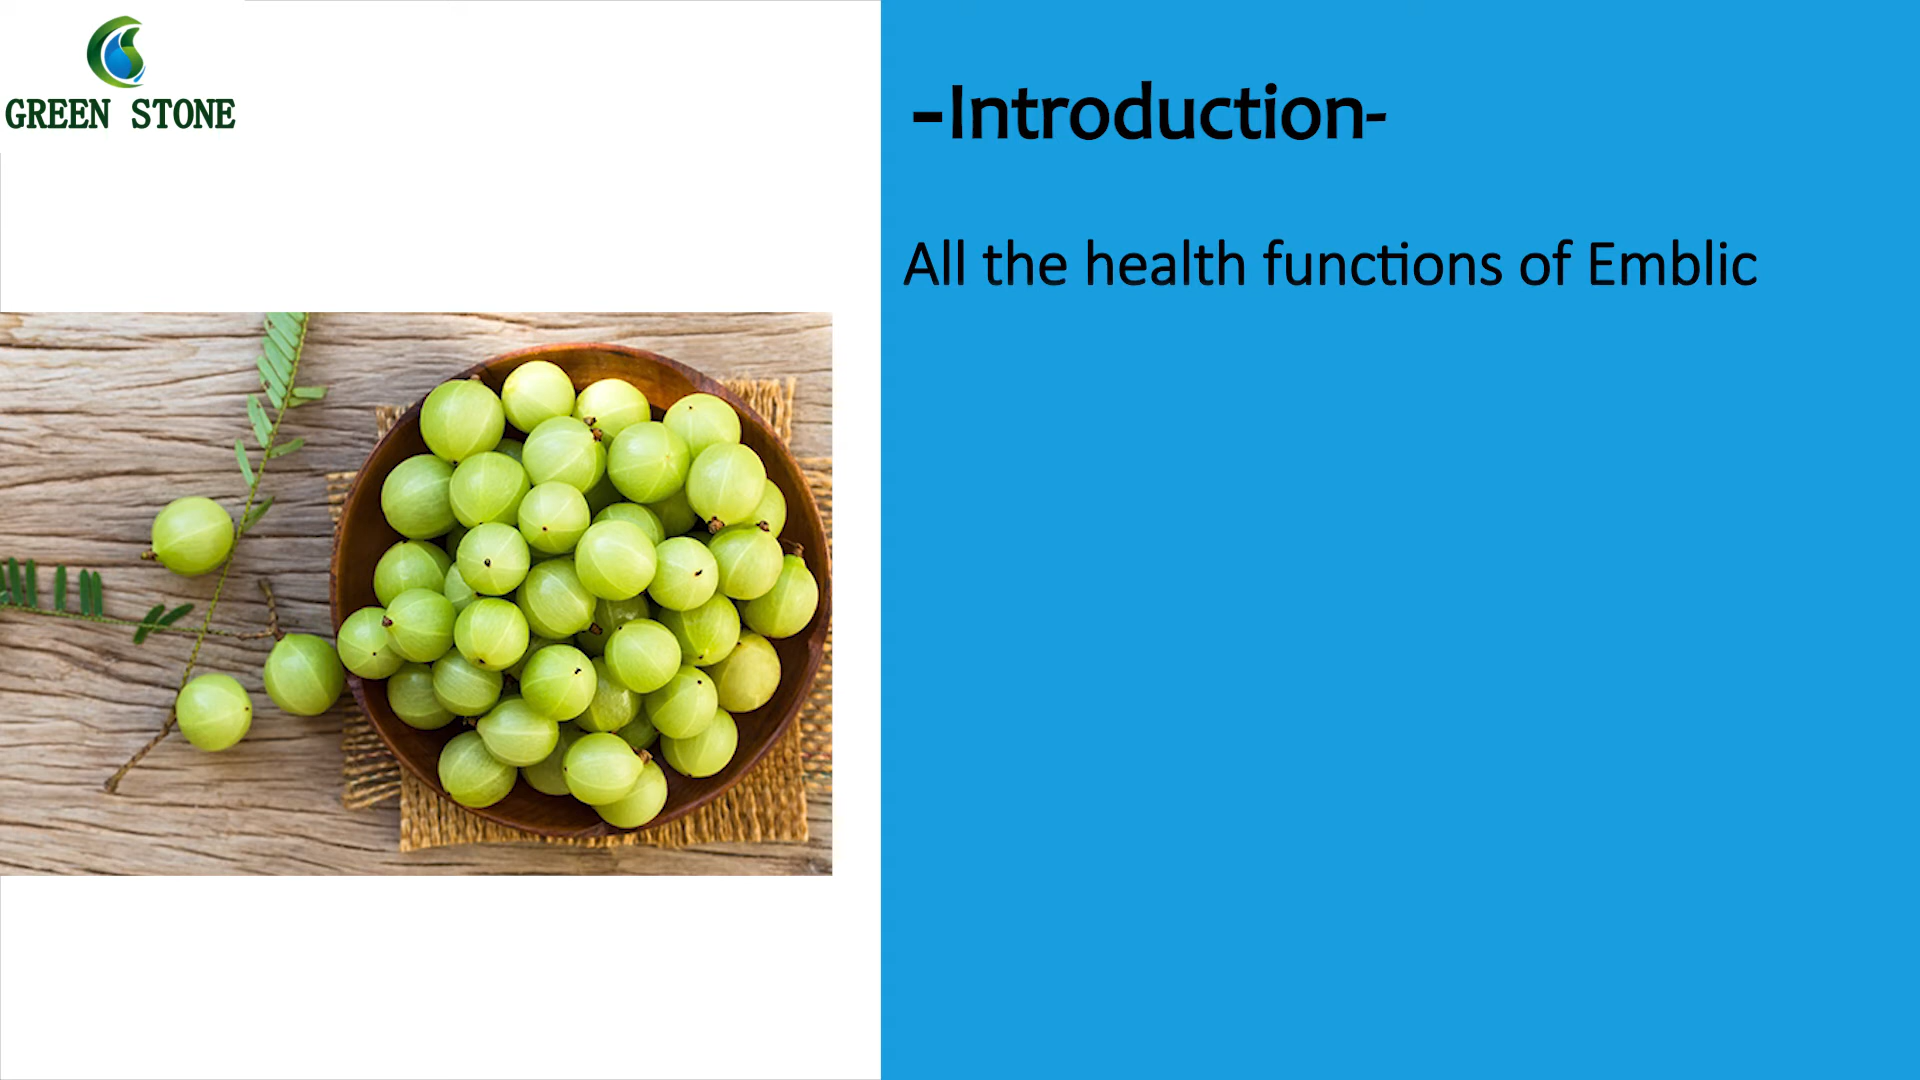 GREEN STONE
-Introduction-
All the health functions of Emblic